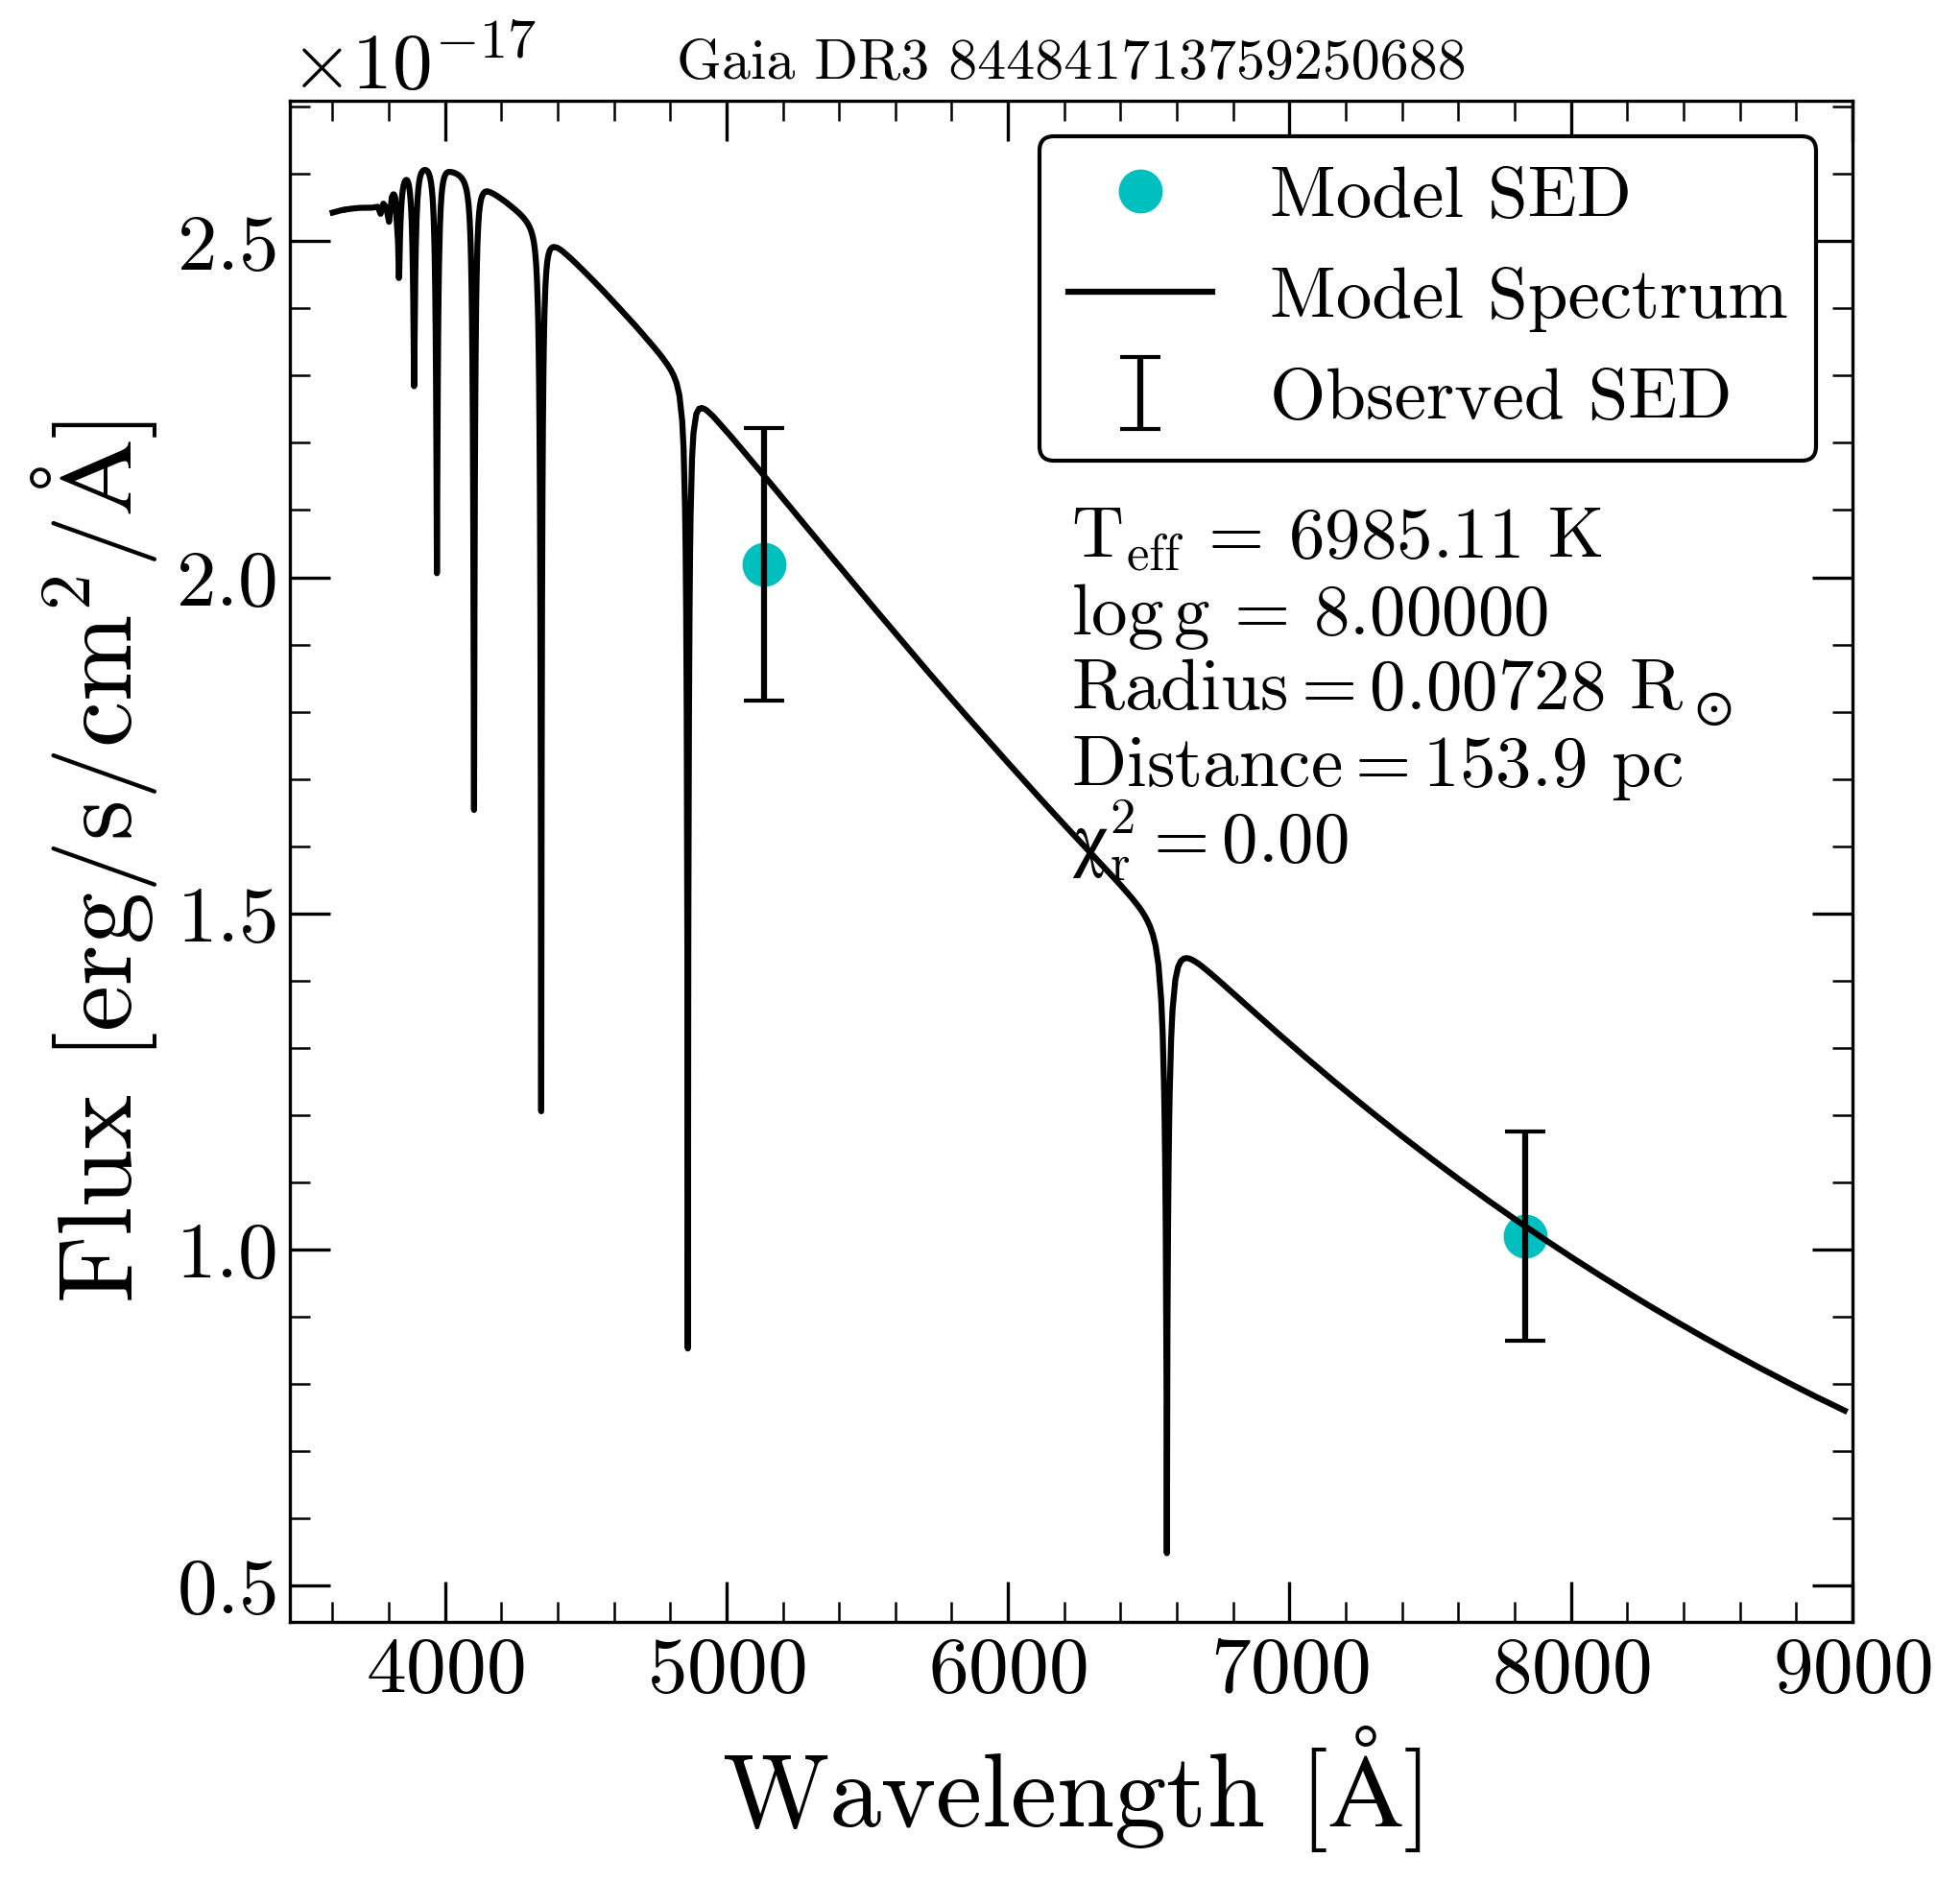 ×10⁻¹⁷
Gaia DR3 844841713759250688
Model SED
Model Spectrum
Observed SED
T_eff = 6985.11 K
log g = 8.00000
Radius = 0.00728 R_⊙
Distance = 153.9 pc
χ²_r = 0.00
2.5
2.0
1.5
1.0
0.5
Flux [erg/s/cm²/Å]
4000 5000 6000 7000 8000 9000
Wavelength [Å]